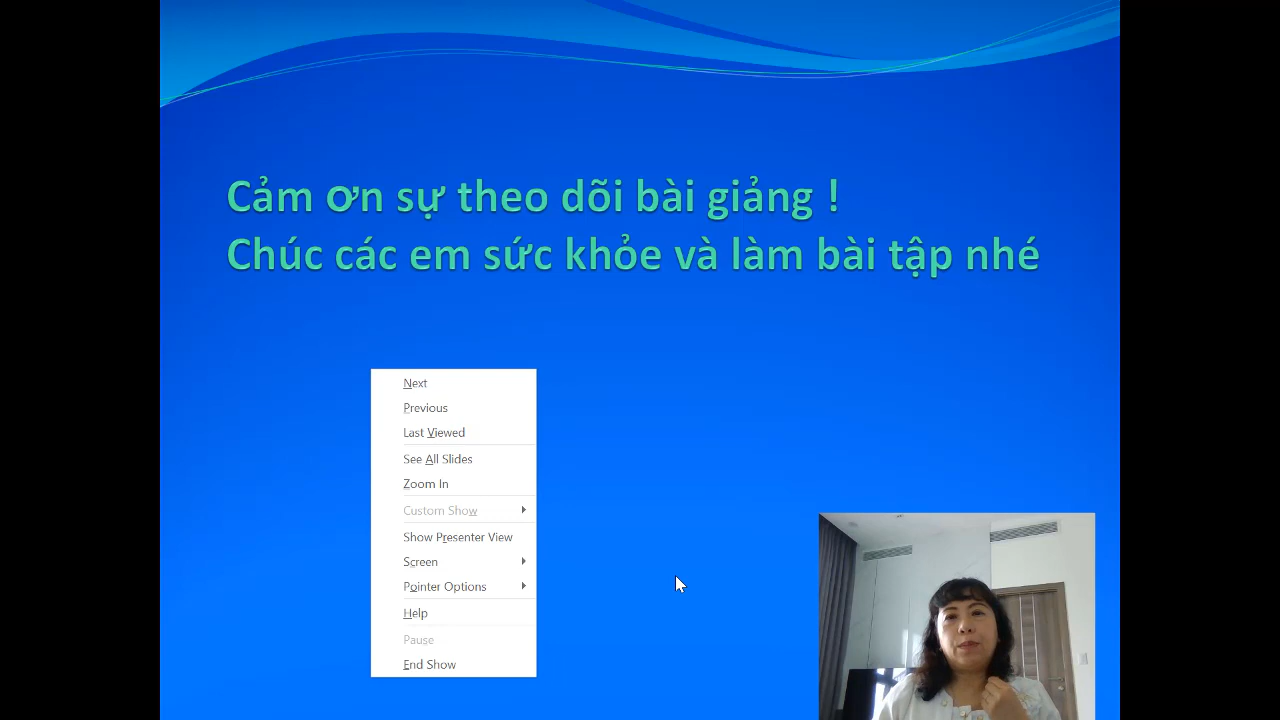 Cảm ơn sự theo dõi bài giảng !
Chúc các em sức khỏe và làm bài tập nhé
Next
Previous
Last Viewed
See All Slides
Zoom In
Custom Show
Show Presenter View
Screen
Pointer Options
Help
Pause
End Show